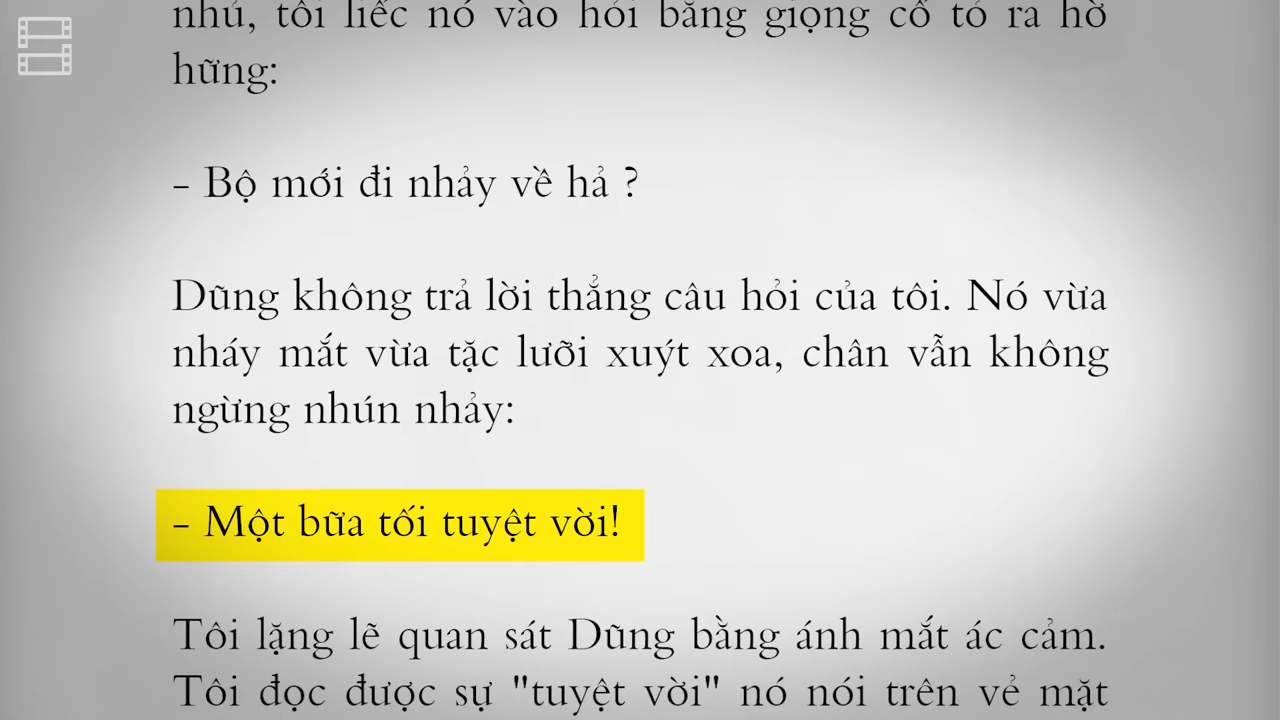 nhủ, tôi liếc nó vào hỏi bằng giọng cố tỏ ra hờ
hững:
- Bộ mới đi nhảy về hả ?
Dũng không trả lời thẳng câu hỏi của tôi. Nó vừa
nháy mắt vừa tặc lưỡi xuýt xoa, chân vẫn không
ngừng nhún nhảy:
- Một bữa tối tuyệt vời!
Tôi lặng lẽ quan sát Dũng bằng ánh mắt ác cảm.
Tôi đọc được sự "tuyệt vời" nó nói trên vẻ mặt